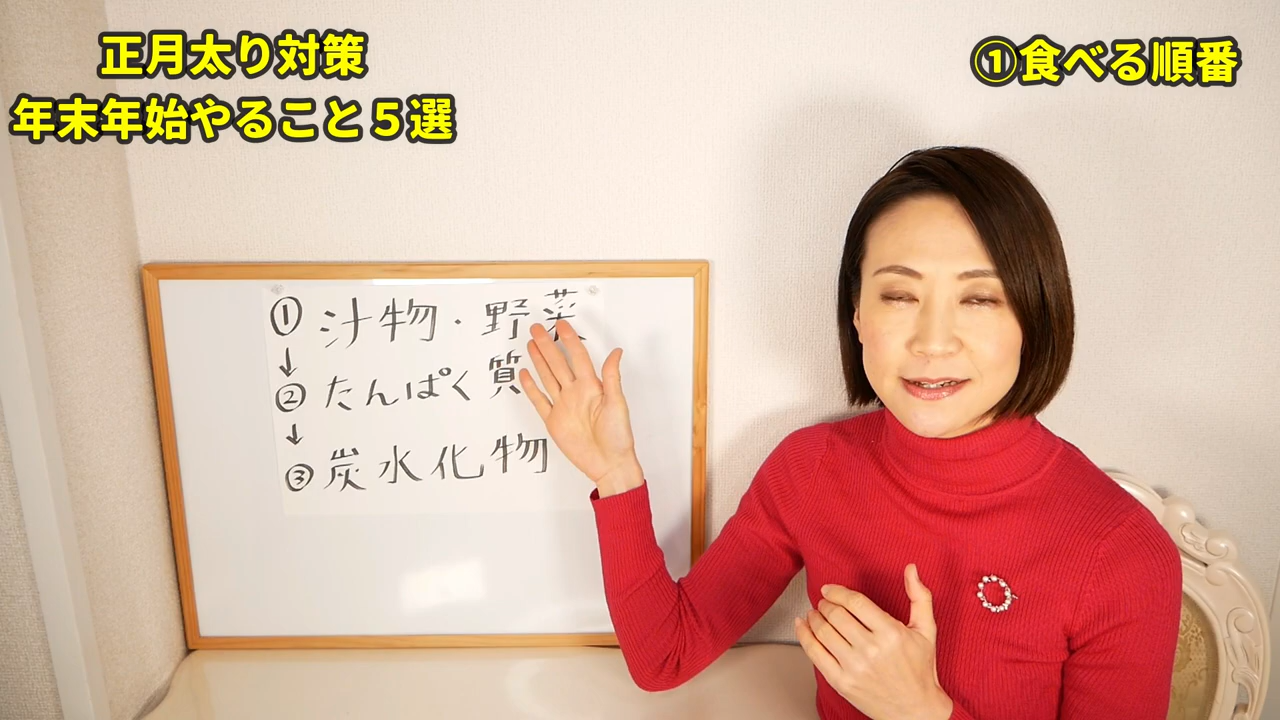 正月太り対策
年末年始やること５選
①食べる順番
① 汁物・野菜
↓
② たんぱく質
↓
③ 炭水化物